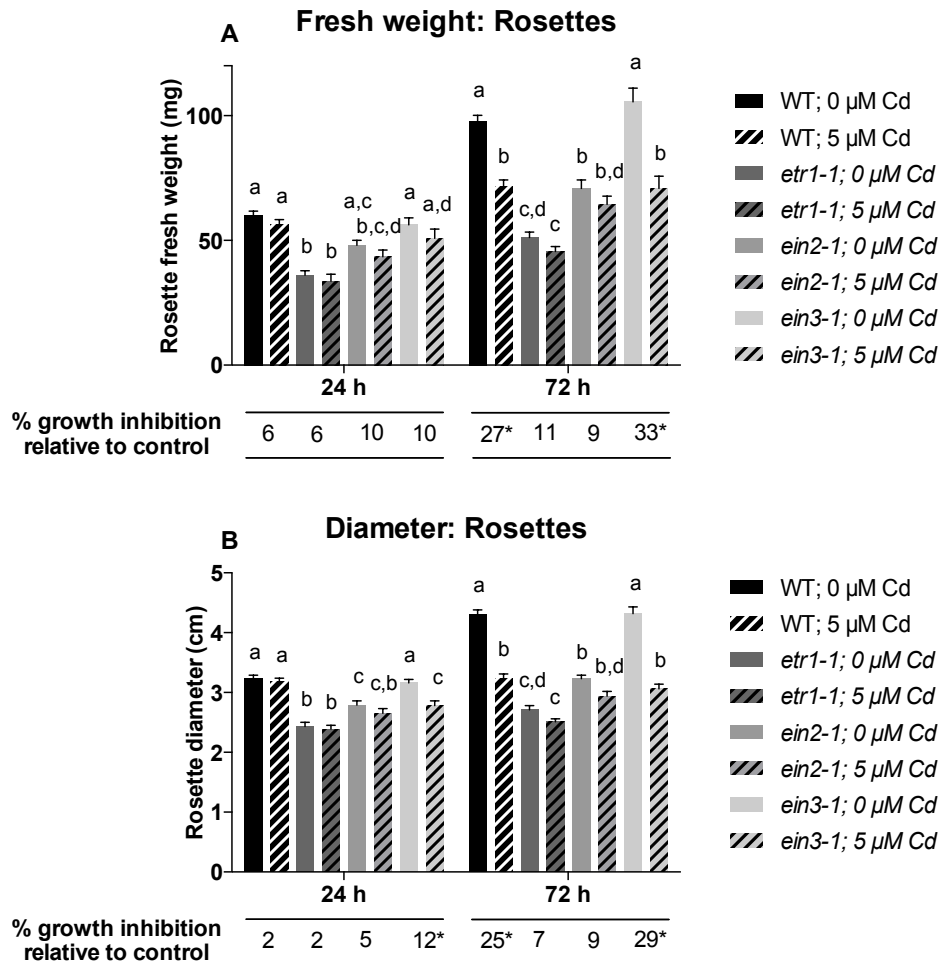 A
Fresh weight: Rosettes
Rosette fresh weight (mg)
100
50
0
a a b b a,c b,c,d a a,d
a b c,d c b b,d a b
24 h 72 h
WT; 0 µM Cd
WT; 5 µM Cd
etr1-1; 0 µM Cd
etr1-1; 5 µM Cd
ein2-1; 0 µM Cd
ein2-1; 5 µM Cd
ein3-1; 0 µM Cd
ein3-1; 5 µM Cd
% growth inhibition
relative to control
6 6 10 10 27* 11 9 33*
B
Diameter: Rosettes
Rosette diameter (cm)
5
4
3
2
1
0
a a b b c c,b a c
a b c,d c b b,d a b
24 h 72 h
WT; 0 µM Cd
WT; 5 µM Cd
etr1-1; 0 µM Cd
etr1-1; 5 µM Cd
ein2-1; 0 µM Cd
ein2-1; 5 µM Cd
ein3-1; 0 µM Cd
ein3-1; 5 µM Cd
% growth inhibition
relative to control
2 2 5 12* 25* 7 9 29*